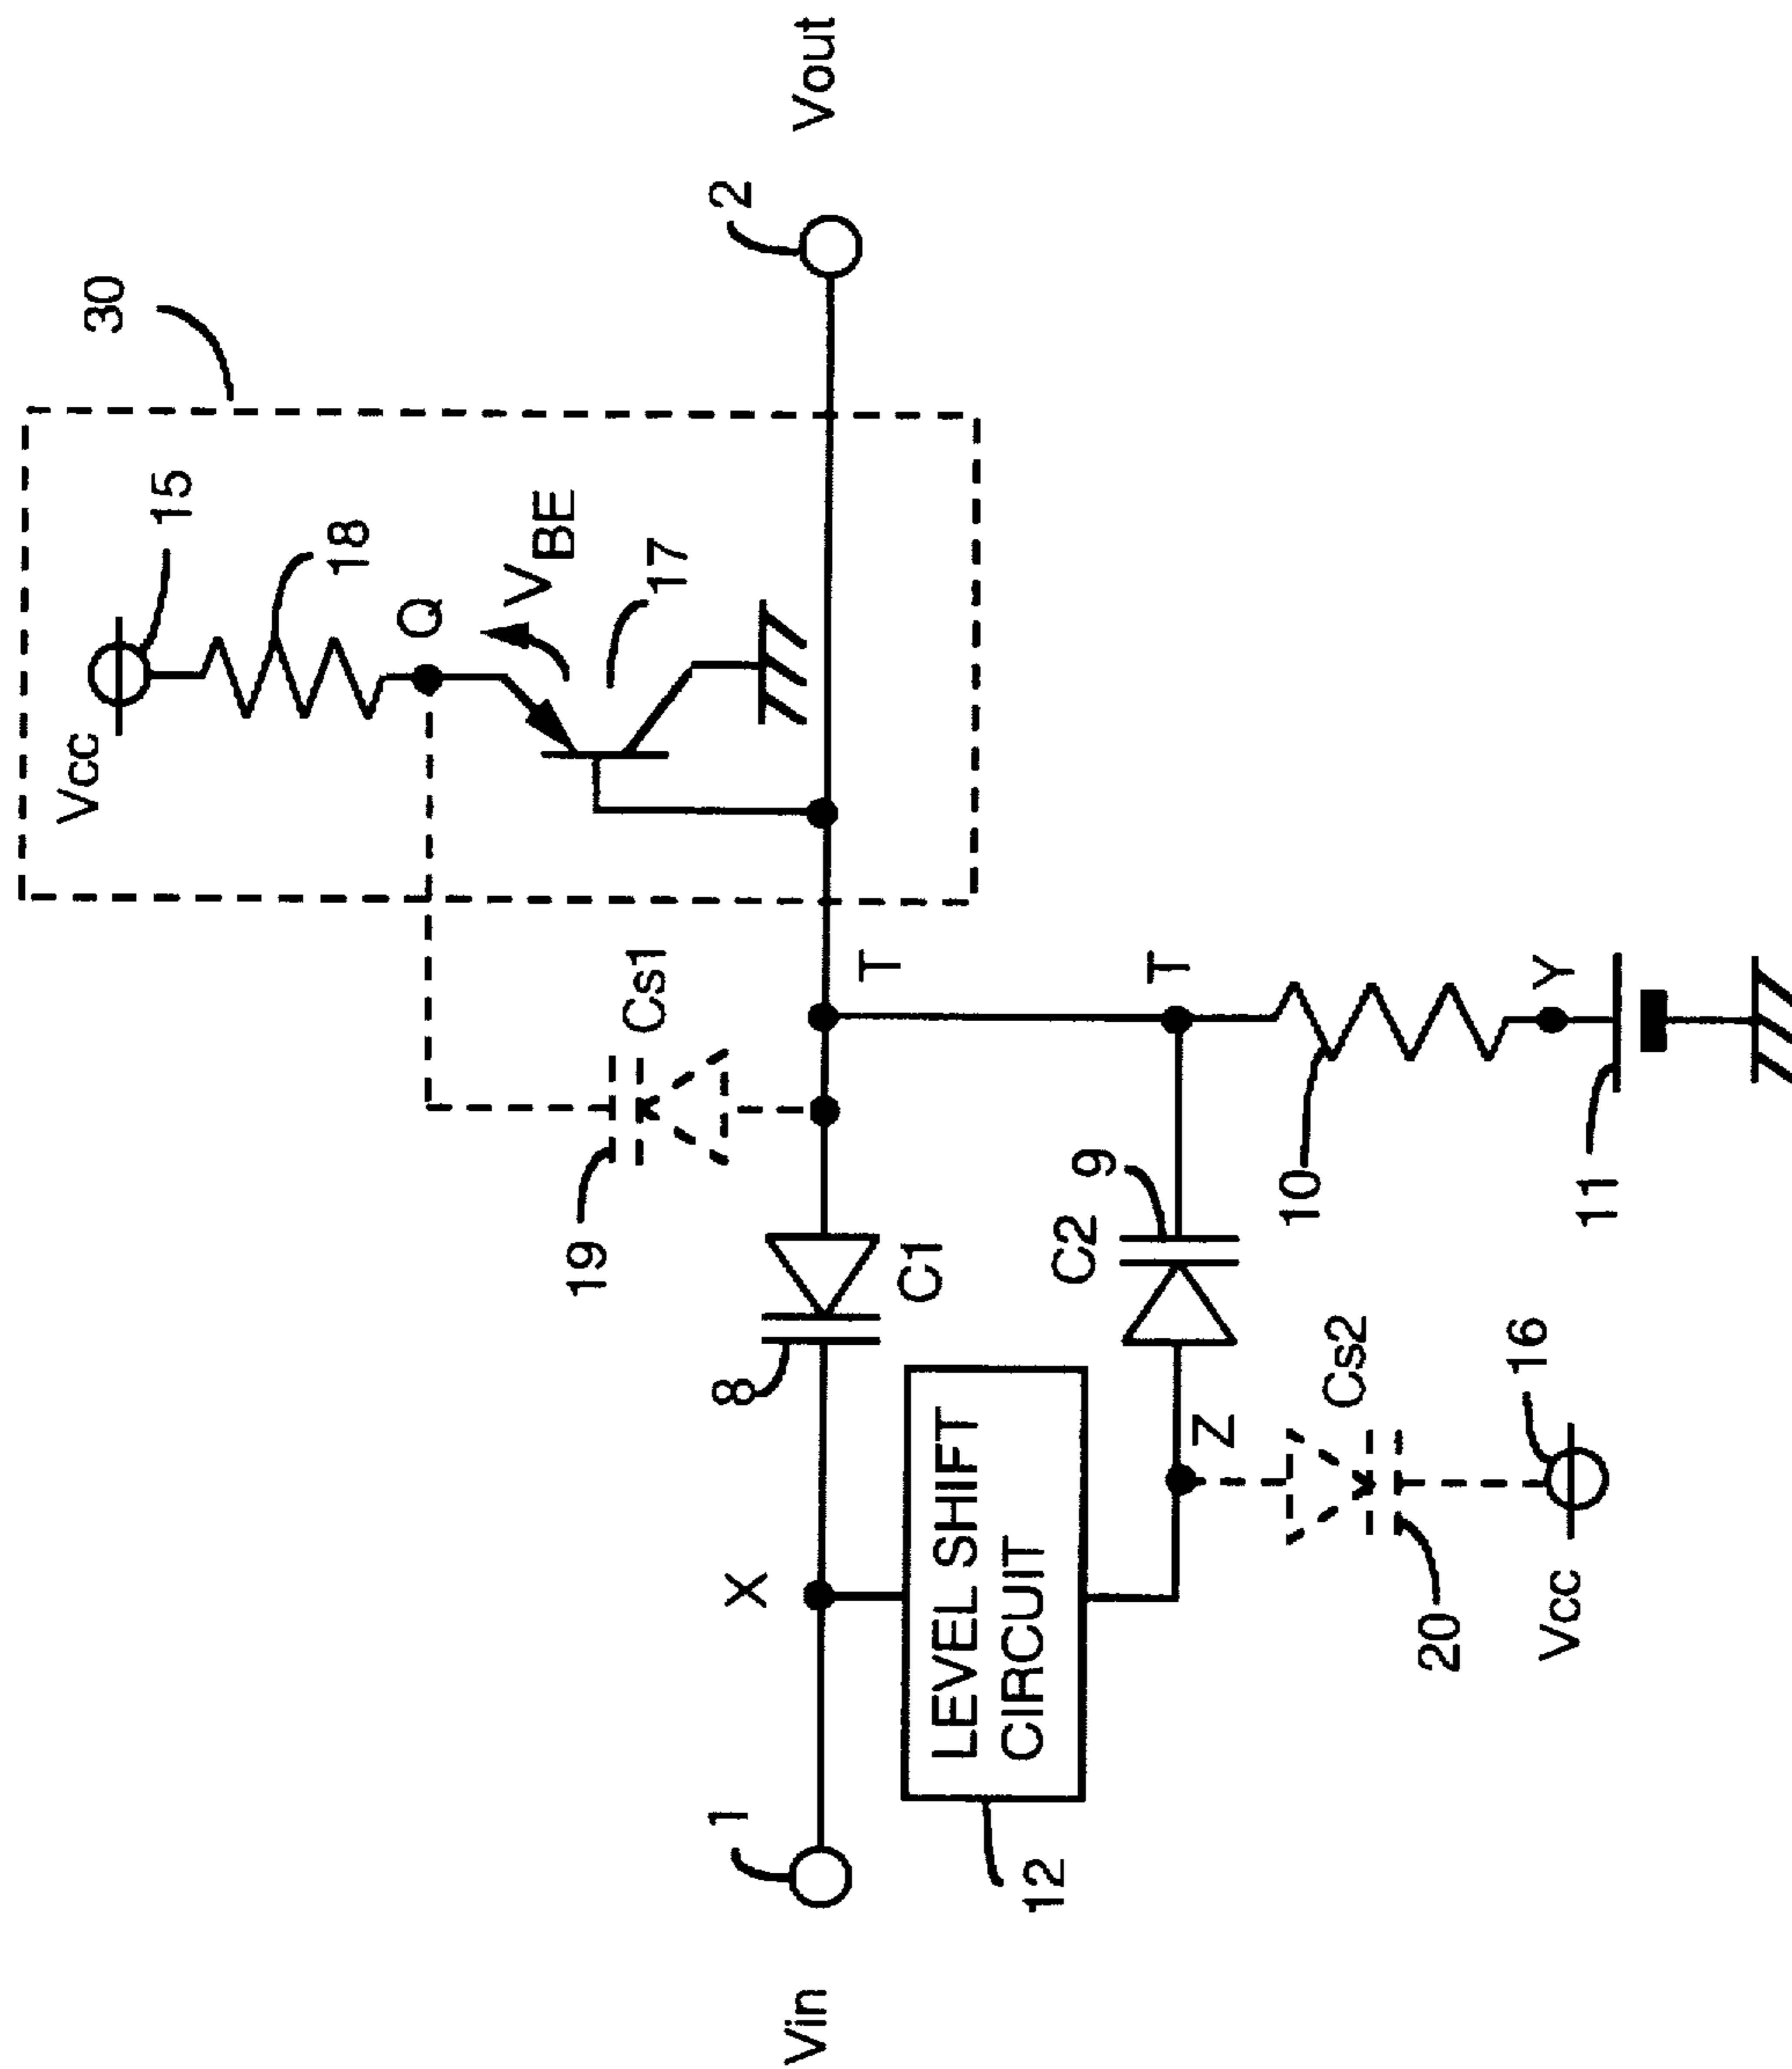 30
Vcc
15
18
Q
VBE
17
2
Vout
19
Cs1
T
X
8
C1
1
Vin
LEVEL SHIFT
CIRCUIT
12
C2
9
T
Z
Cs2
10
Y
20
Vcc
16
11